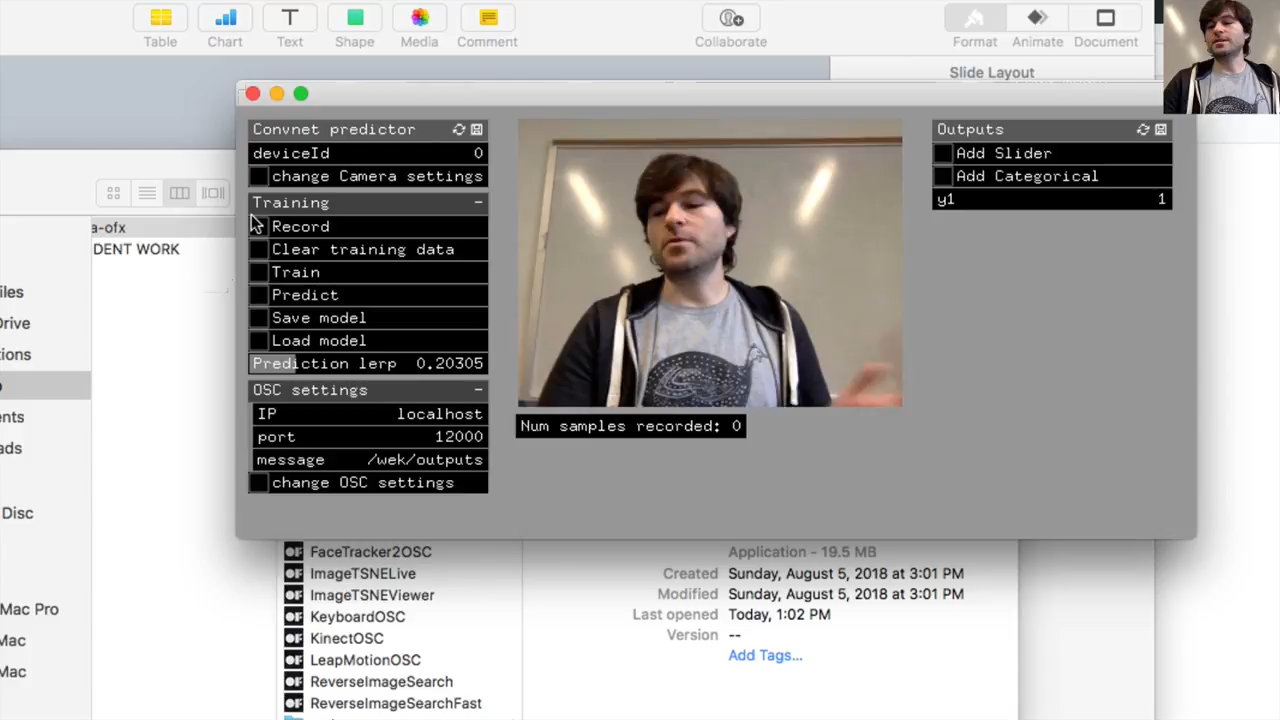 Table Chart Text Shape Media Comment Collaborate Format Animate Document
Slide Layout
Convnet predictor
deviceId 0
change Camera settings
Training -
Record
Clear training data
Train
Predict
Save model
Load model
Prediction lerp 0.20305
OSC settings -
IP localhost
port 12000
message /wek/outputs
change OSC settings
Num samples recorded: 0
Outputs
Add Slider
Add Categorical
y1 1
a-ofx
DENT WORK
iles
Drive
tions
ents
ads
Disc
Mac Pro
Mac
Mac
FaceTracker2OSC
ImageTSNELive
ImageTSNEViewer
KeyboardOSC
KinectOSC
LeapMotionOSC
ReverseImageSearch
ReverseImageSearchFast
Application - 19.5 MB
Created Sunday, August 5, 2018 at 3:01 PM
Modified Sunday, August 5, 2018 at 3:01 PM
Last opened Today, 1:02 PM
Version --
Add Tags...